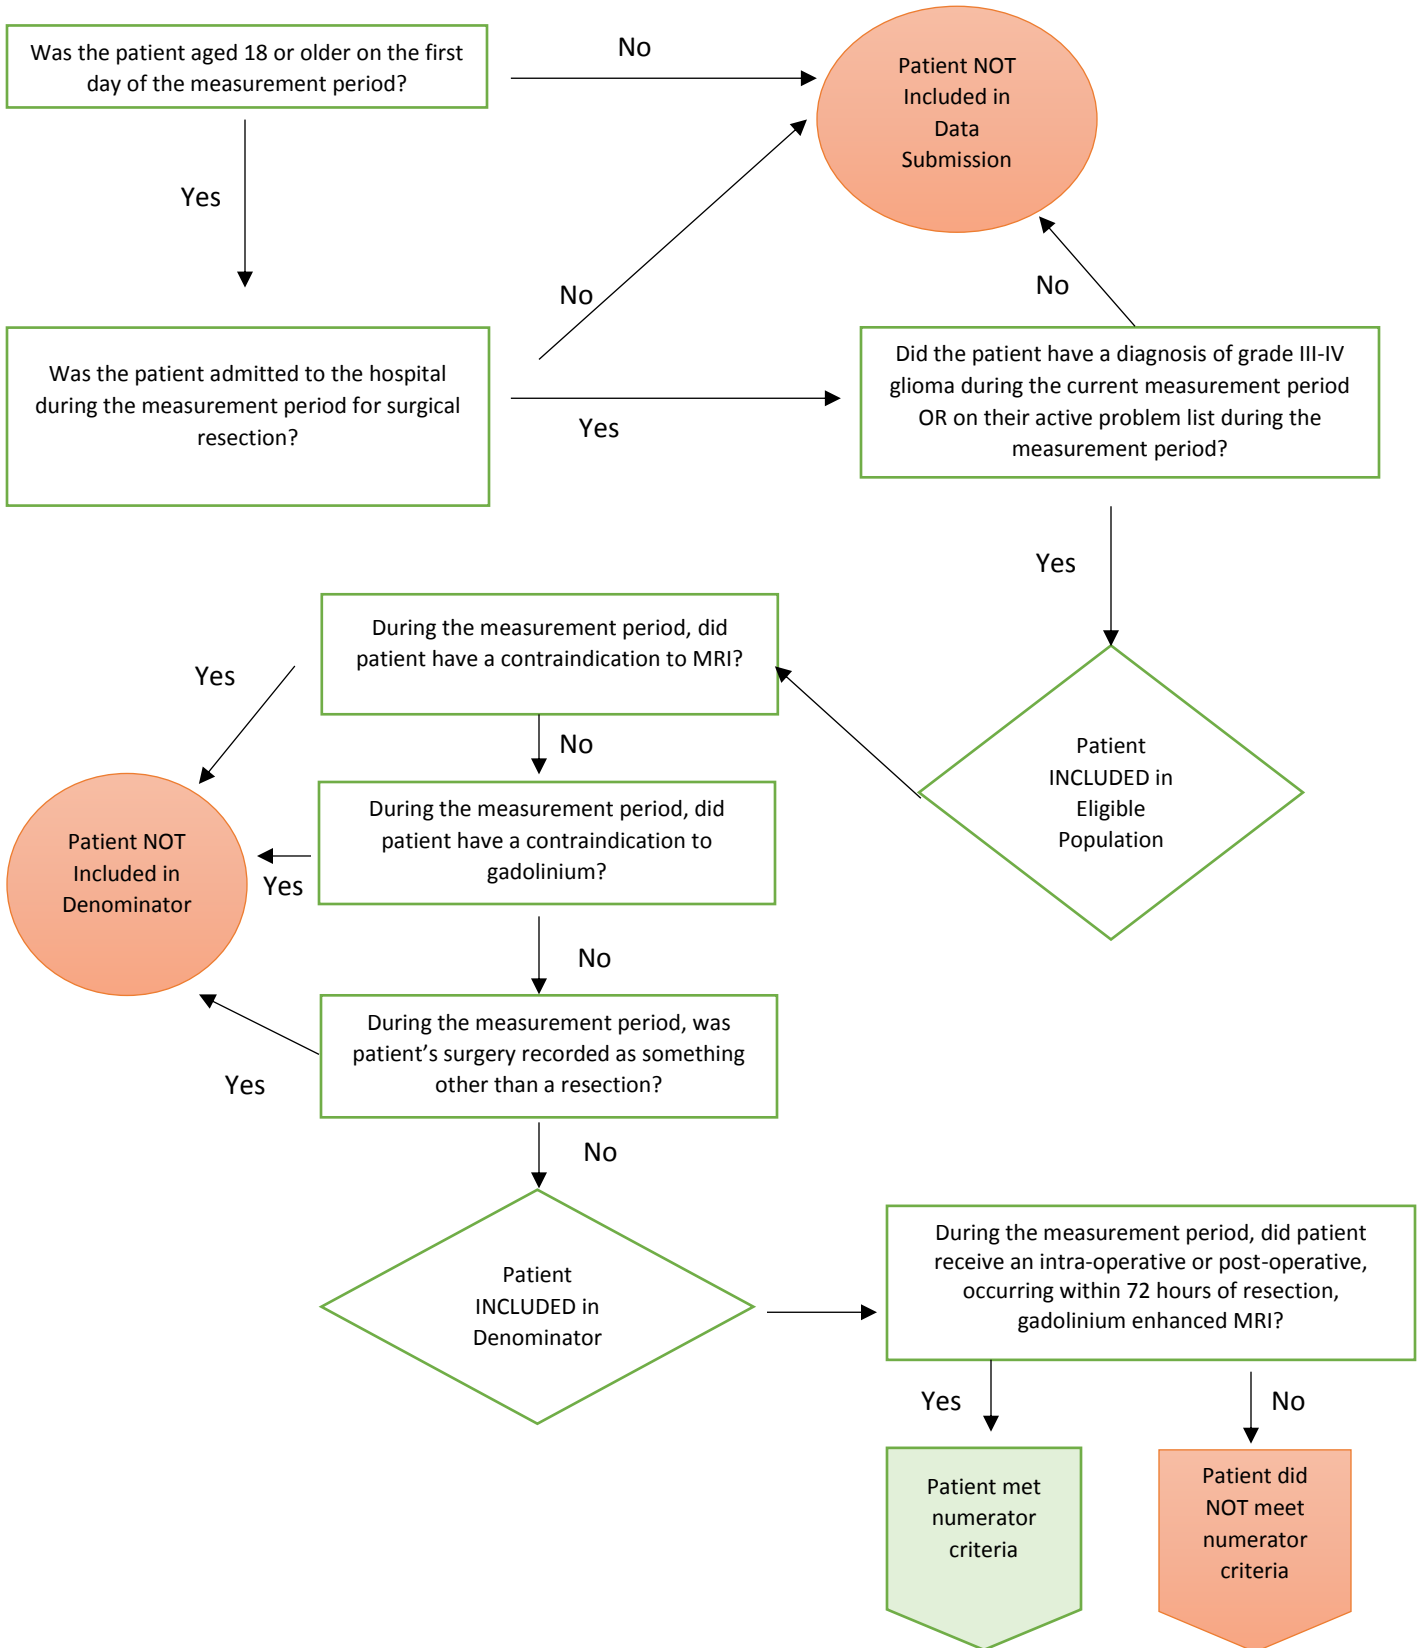 Was the patient aged 18 or older on the first
day of the measurement period?
No
Patient NOT
Included in
Data
Submission
Yes
No
No
Was the patient admitted to the hospital
during the measurement period for surgical
resection?
Yes
Did the patient have a diagnosis of grade III-IV
glioma during the current measurement period
OR on their active problem list during the
measurement period?
Yes
During the measurement period, did
patient have a contraindication to MRI?
Yes
No
Patient
INCLUDED in
Eligible
Population
During the measurement period, did
patient have a contraindication to
gadolinium?
Yes
Patient NOT
Included in
Denominator
No
During the measurement period, was
patient’s surgery recorded as something
other than a resection?
Yes
No
Patient
INCLUDED in
Denominator
During the measurement period, did patient
receive an intra-operative or post-operative,
occurring within 72 hours of resection,
gadolinium enhanced MRI?
Yes
No
Patient met
numerator
criteria
Patient did
NOT meet
numerator
criteria